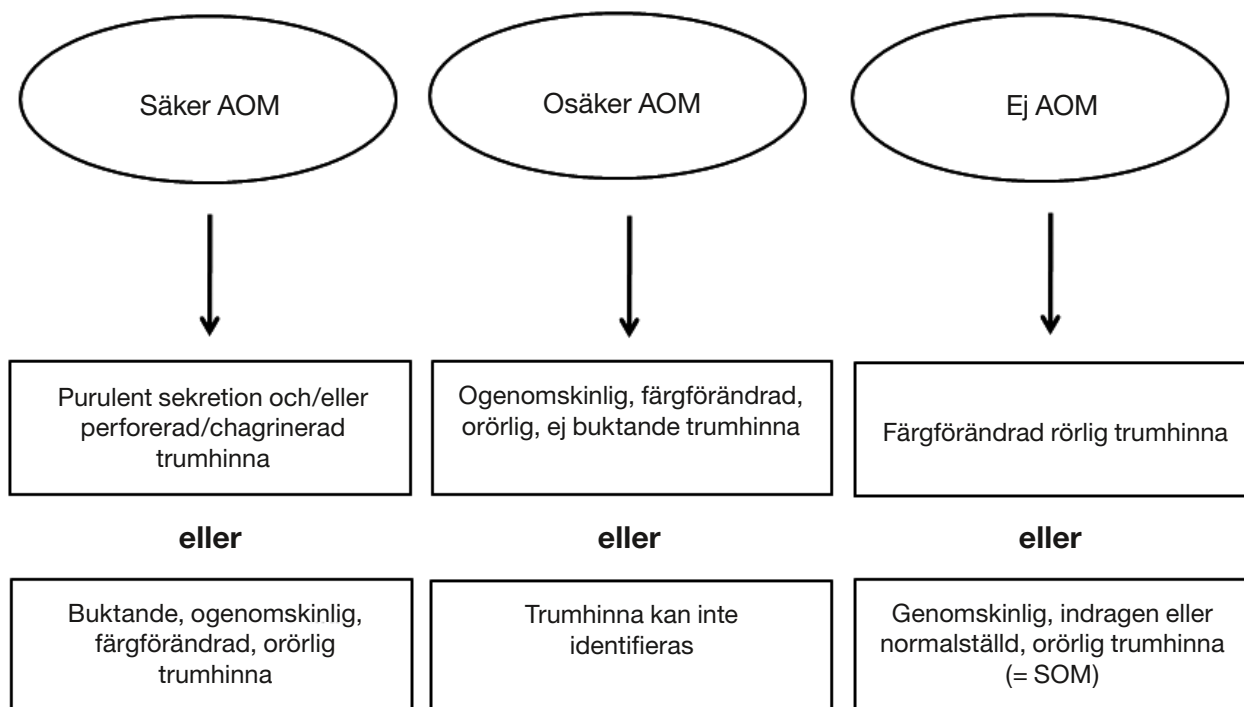 Säker AOM
Osäker AOM
Ej AOM
Purulent sekretion och/eller
perforerad/chagrinerad
trumhinna
Ogenomskinlig, färgförändrad,
orörlig, ej buktande trumhinna
Färgförändrad rörlig trumhinna
eller
eller
eller
Buktande, ogenomskinlig,
färgförändrad, orörlig
trumhinna
Trumhinna kan inte
identifieras
Genomskinlig, indragen eller
normalställd, orörlig trumhinna
(= SOM)